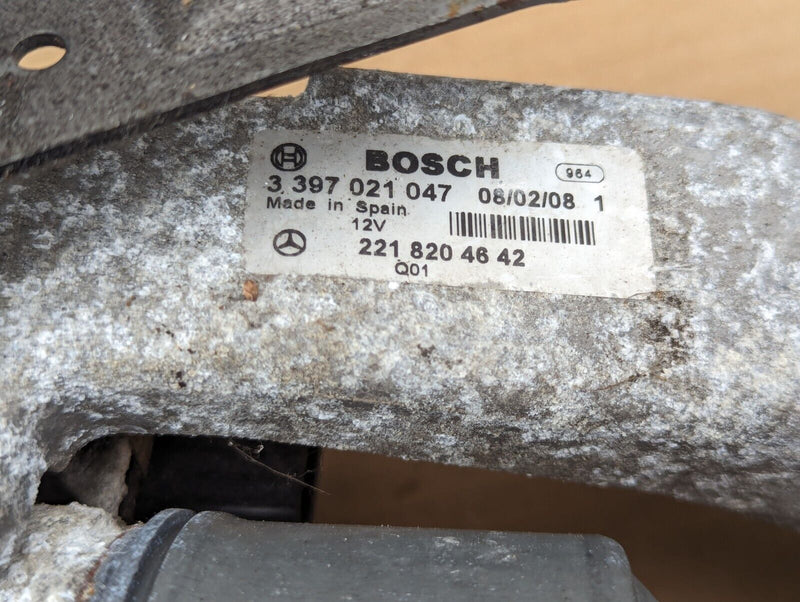 BOSCH 964
3 397 021 047 08/02/08 1
Made in Spain
12V
221 820 46 42
Q01